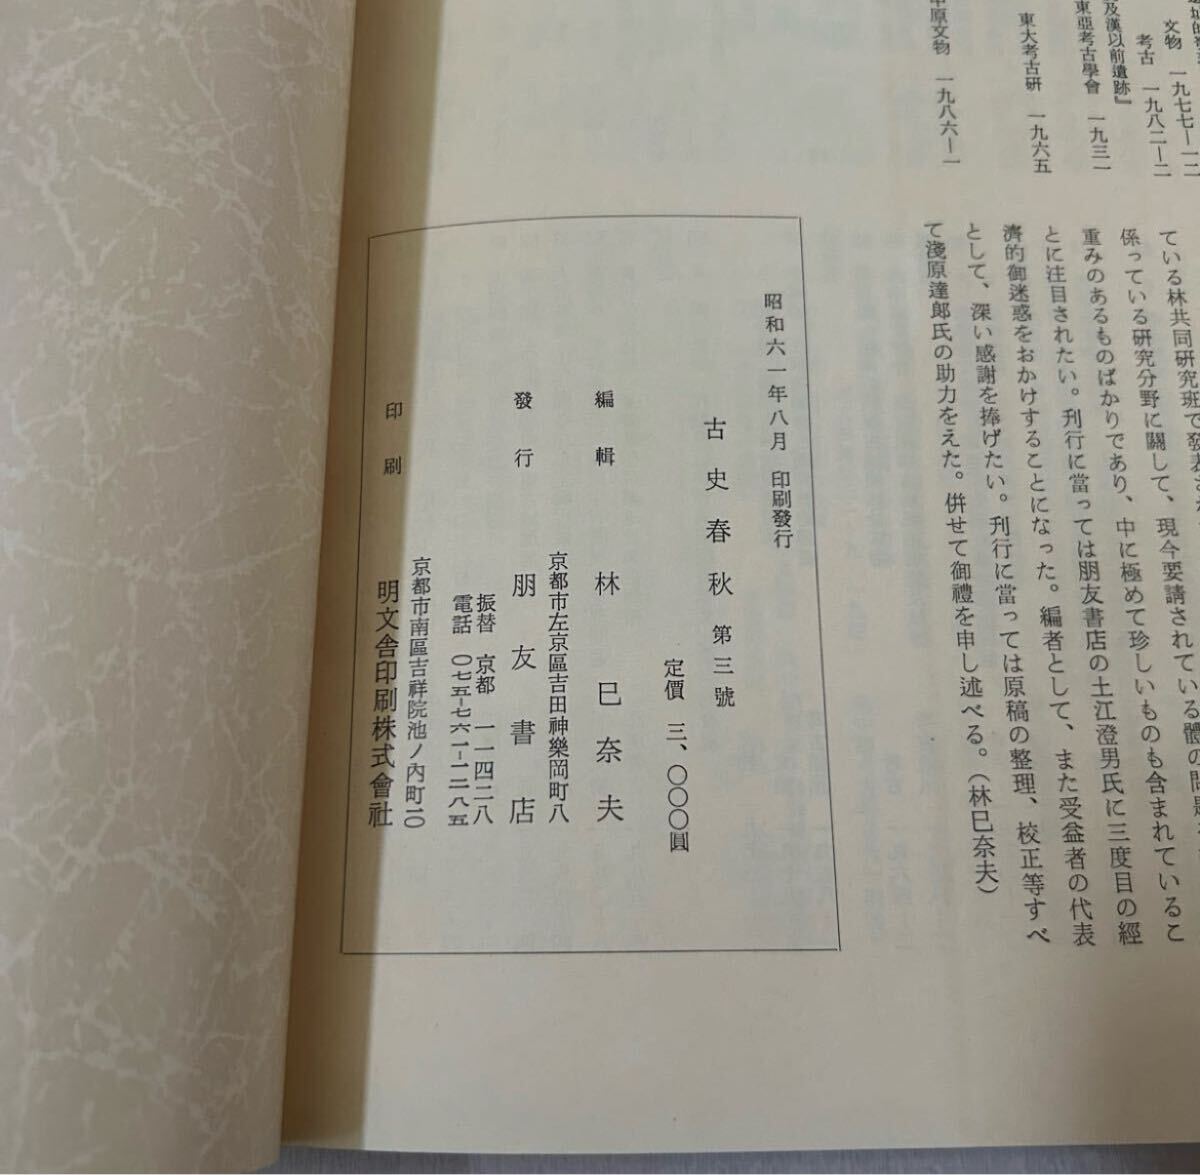 文物　一九七七―一二
考古　一九八二―二
及漢以前遺跡』
東亞考古學會　一九三一
東大考古研　一九六五
中原文物　一九八六―一
ている林共同研究班で發表
係っている研究分野に關して、現今要請されている體の問題
重みのあるものばかりであり、中に極めて珍しいものも含まれているこ
とに注目されたい。刊行に當っては朋友書店の土江澄男氏に三度目の經
濟的御迷惑をおかけすることになった。編者として、また受益者の代表
として、深い感謝を捧げたい。刊行に當っては原稿の整理、校正等すべ
て淺原達郎氏の助力をえた。併せて御禮を申し述べる。（林巳奈夫）
昭和六一年八月　印刷發行
古史春秋　第三號
定價　三、〇〇〇圓
編輯　林巳奈夫
京都市左京區吉田神樂岡町八
發行　朋友書店
振替　京都　一一四二八
電話　〇七五―七六一―一二八五
京都市南區吉祥院池ノ內町一〇
印刷　明文舍印刷株式會社